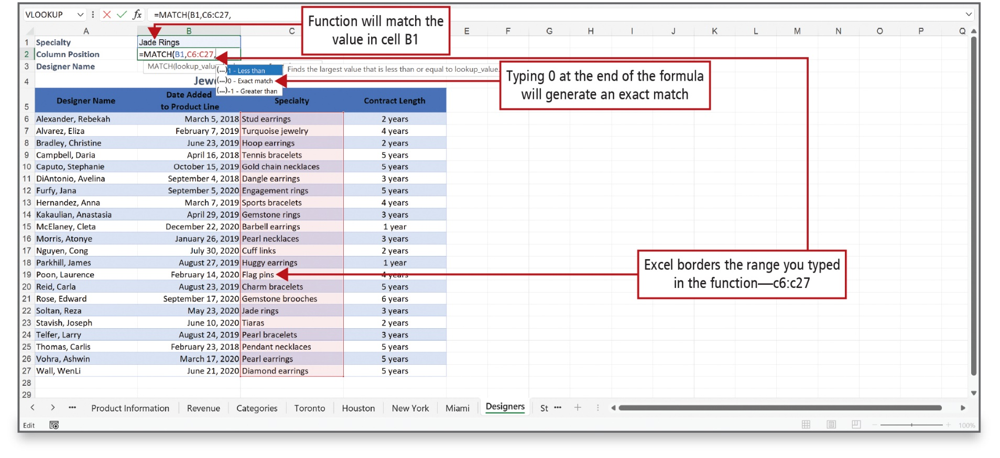 VLOOKUP fx =MATCH(B1,C6:C27,
Function will match the
value in cell B1
A B C E F G H I J K L M N O P Q
1 Specialty Jade Rings
2 Column Position =MATCH(B1,C6:C27,
3 Designer Name MATCH(lookup_valu
(...)1 - Less than Finds the largest value that is less than or equal to lookup_value.
(...)0 - Exact match
(...)-1 - Greater than
Typing 0 at the end of the formula
will generate an exact match
4 Jew
5 Designer Name Date Added to Product Line Specialty Contract Length
6 Alexander, Rebekah March 5, 2018 Stud earrings 2 years
7 Alvarez, Eliza February 7, 2019 Turquoise jewelry 4 years
8 Bradley, Christine June 23, 2019 Hoop earrings 2 years
9 Campbell, Daria April 16, 2018 Tennis bracelets 5 years
10 Caputo, Stephanie October 15, 2019 Gold chain necklaces 5 years
11 DiAntonio, Avelina September 4, 2018 Dangle earrings 3 years
12 Furfy, Jana September 5, 2020 Engagement rings 5 years
13 Hernandez, Anna March 7, 2019 Sports bracelets 4 years
14 Kakaulian, Anastasia April 29, 2019 Gemstone rings 3 years
15 McElaney, Cleta December 22, 2020 Barbell earrings 1 year
16 Morris, Atonye January 26, 2019 Pearl necklaces 3 years
17 Nguyen, Cong July 30, 2020 Cuff links 2 years
18 Parkhill, James August 27, 2019 Huggy earrings 1 year
19 Poon, Laurence February 14, 2020 Flag pins 4 years
20 Reid, Carla August 23, 2019 Charm bracelets 5 years
21 Rose, Edward September 17, 2020 Gemstone brooches 6 years
22 Soltan, Reza May 23, 2020 Jade rings 3 years
23 Stavish, Joseph June 10, 2020 Tiaras 2 years
24 Telfer, Larry August 24, 2019 Pearl bracelets 3 years
25 Thomas, Carlis February 23, 2018 Pendant necklaces 5 years
26 Vohra, Ashwin March 17, 2020 Pearl earrings 5 years
27 Wall, WenLi June 21, 2020 Diamond earrings 5 years
28
29
Excel borders the range you typed
in the function—c6:c27
Product Information Revenue Categories Toronto Houston New York Miami Designers St
Edit 100%